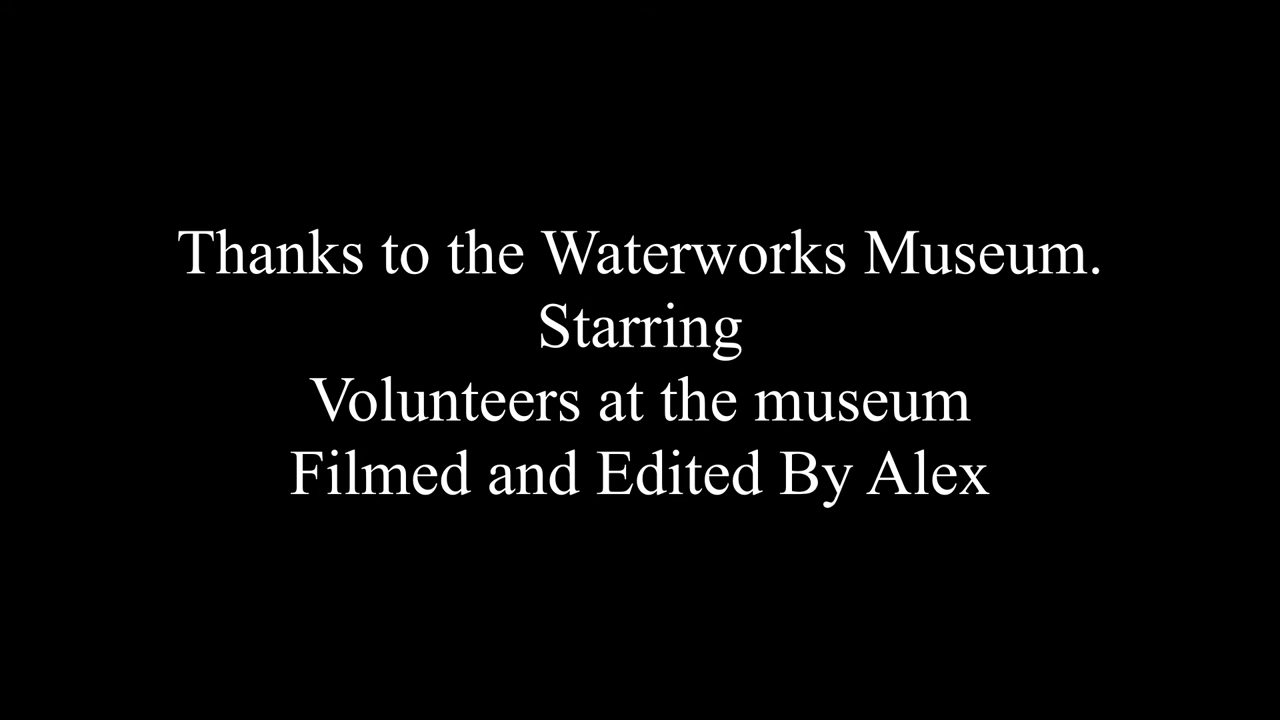 Thanks to the Waterworks Museum.
Starring
Volunteers at the museum
Filmed and Edited By Alex